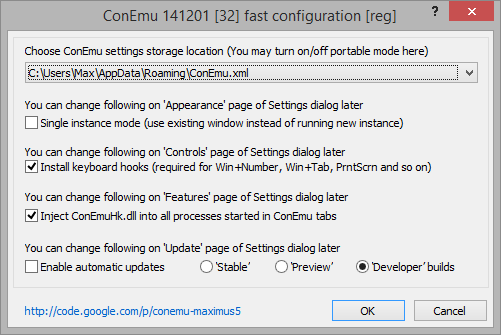 ConEmu 141201 [32] fast configuration [reg]
Choose ConEmu settings storage location (You may turn on/off portable mode here)
C:\Users\Max\AppData\Roaming\ConEmu.xml
You can change following on 'Appearance' page of Settings dialog later
Single instance mode (use existing window instead of running new instance)
You can change following on 'Controls' page of Settings dialog later
Install keyboard hooks (required for Win+Number, Win+Tab, PrntScrn and so on)
You can change following on 'Features' page of Settings dialog later
Inject ConEmuHk.dll into all processes started in ConEmu tabs
You can change following on 'Update' page of Settings dialog later
Enable automatic updates 'Stable' 'Preview' 'Developer' builds
http://code.google.com/p/conemu-maximus5 OK Cancel